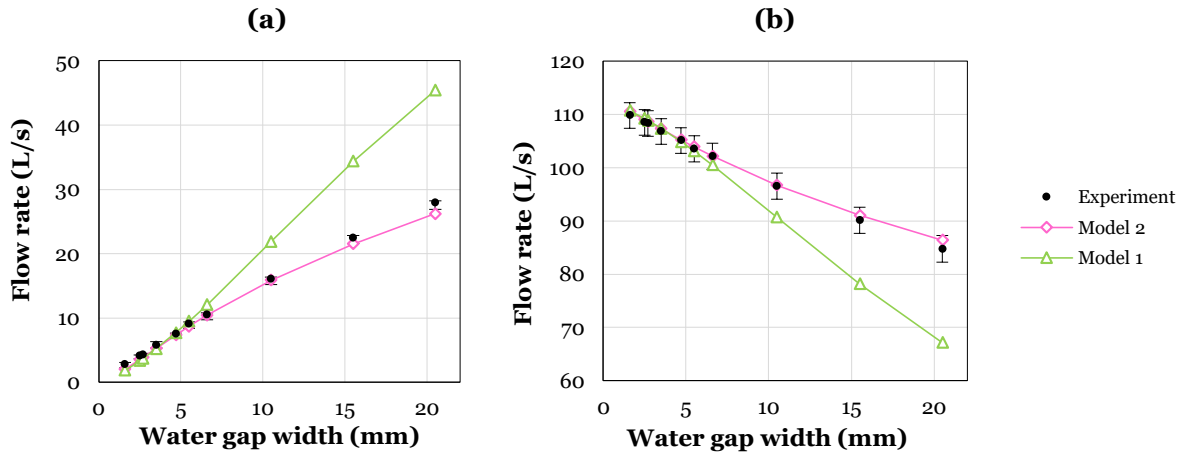 (a)
(b)
50
40
30
20
10
0
0
5
10
15
20
Flow rate (L/s)
Water gap width (mm)
120
110
100
90
80
70
60
0
5
10
15
20
Flow rate (L/s)
Water gap width (mm)
Experiment
Model 2
Model 1